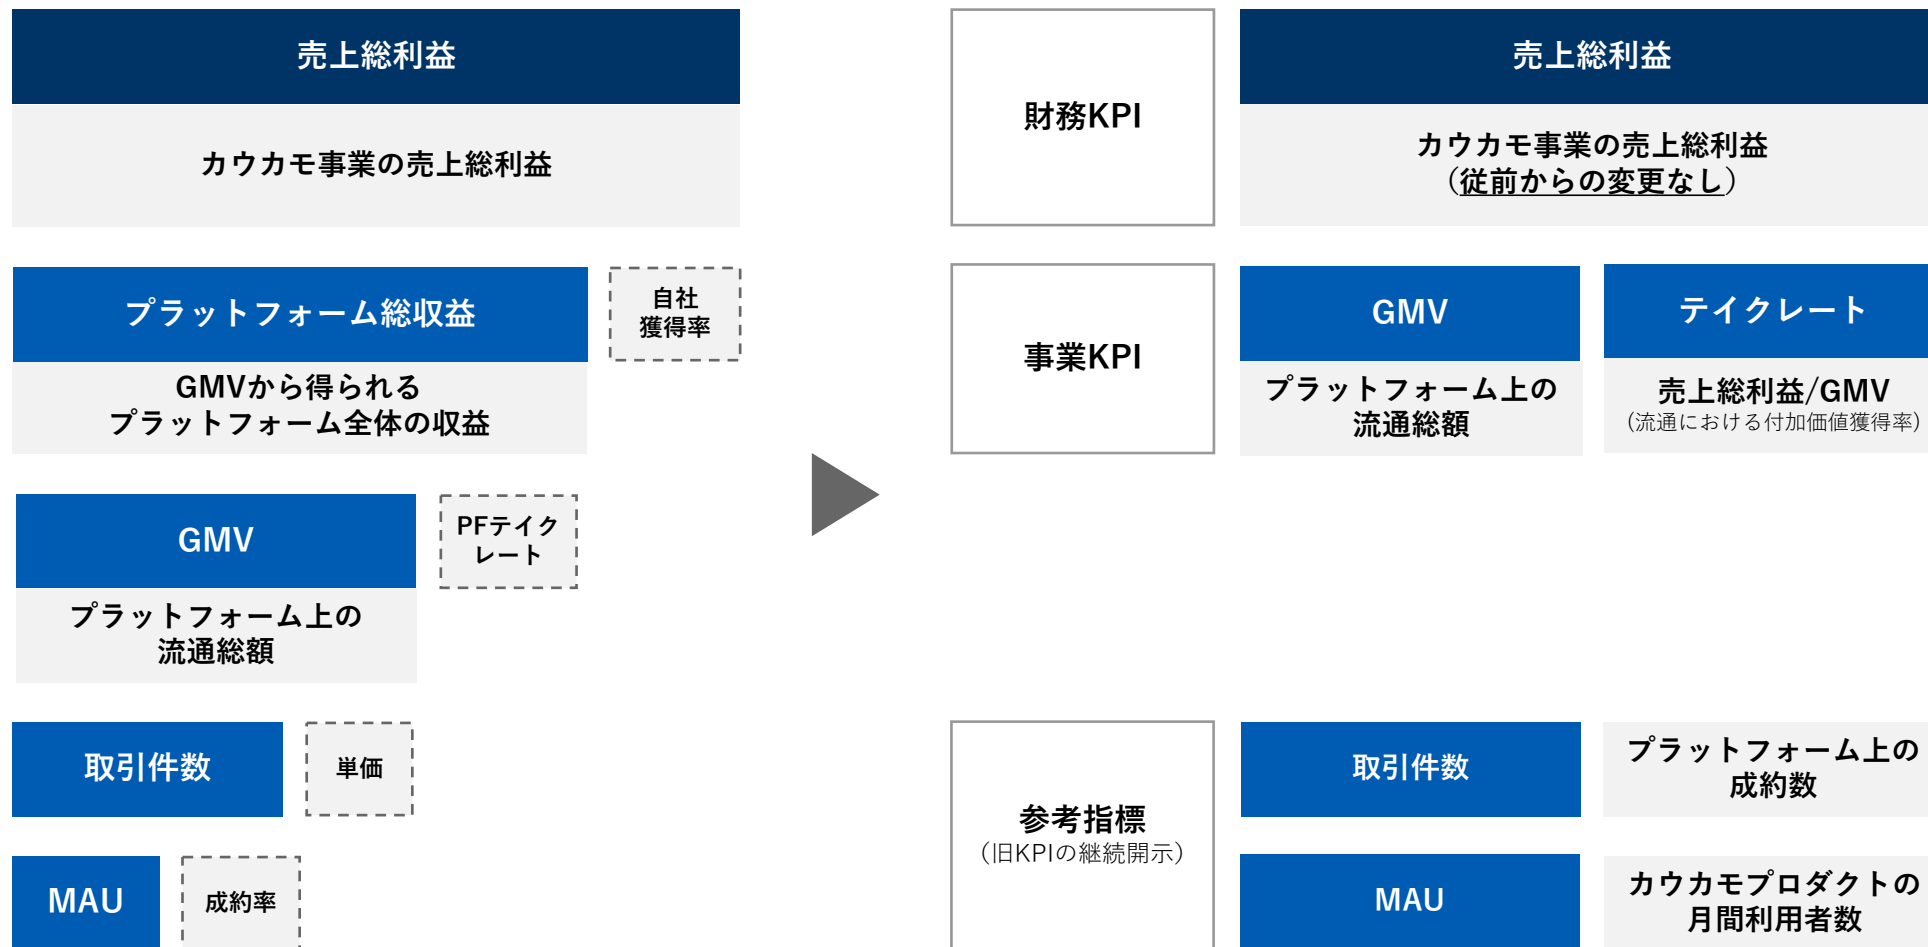 売上総利益
カウカモ事業の売上総利益
プラットフォーム総収益
自社
獲得率
GMVから得られる
プラットフォーム全体の収益
GMV
PFテイク
レート
プラットフォーム上の
流通総額
取引件数
単価
MAU
成約率
財務KPI
売上総利益
カウカモ事業の売上総利益
（従前からの変更なし）
事業KPI
GMV
プラットフォーム上の
流通総額
テイクレート
売上総利益/GMV
（流通における付加価値獲得率）
参考指標
（旧KPIの継続開示）
取引件数
プラットフォーム上の
成約数
MAU
カウカモプロダクトの
月間利用者数